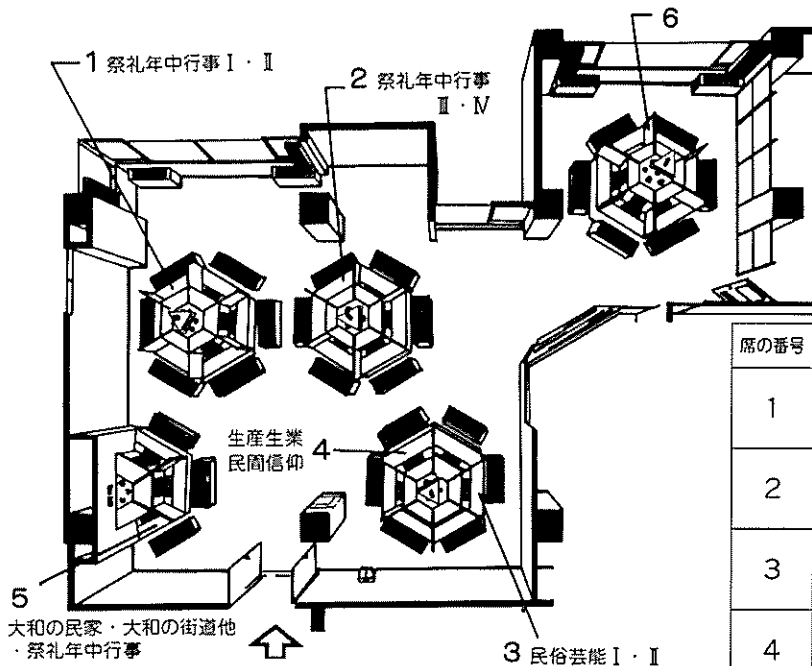 6
1 祭礼年中行事Ⅰ・Ⅱ
2 祭礼年中行事
Ⅲ・Ⅳ
生産生業
民間信仰
4
5
大和の民家・大和の街道他
・祭礼年中行事
3 民俗芸能Ⅰ・Ⅱ
席の番号
1
2
3
4